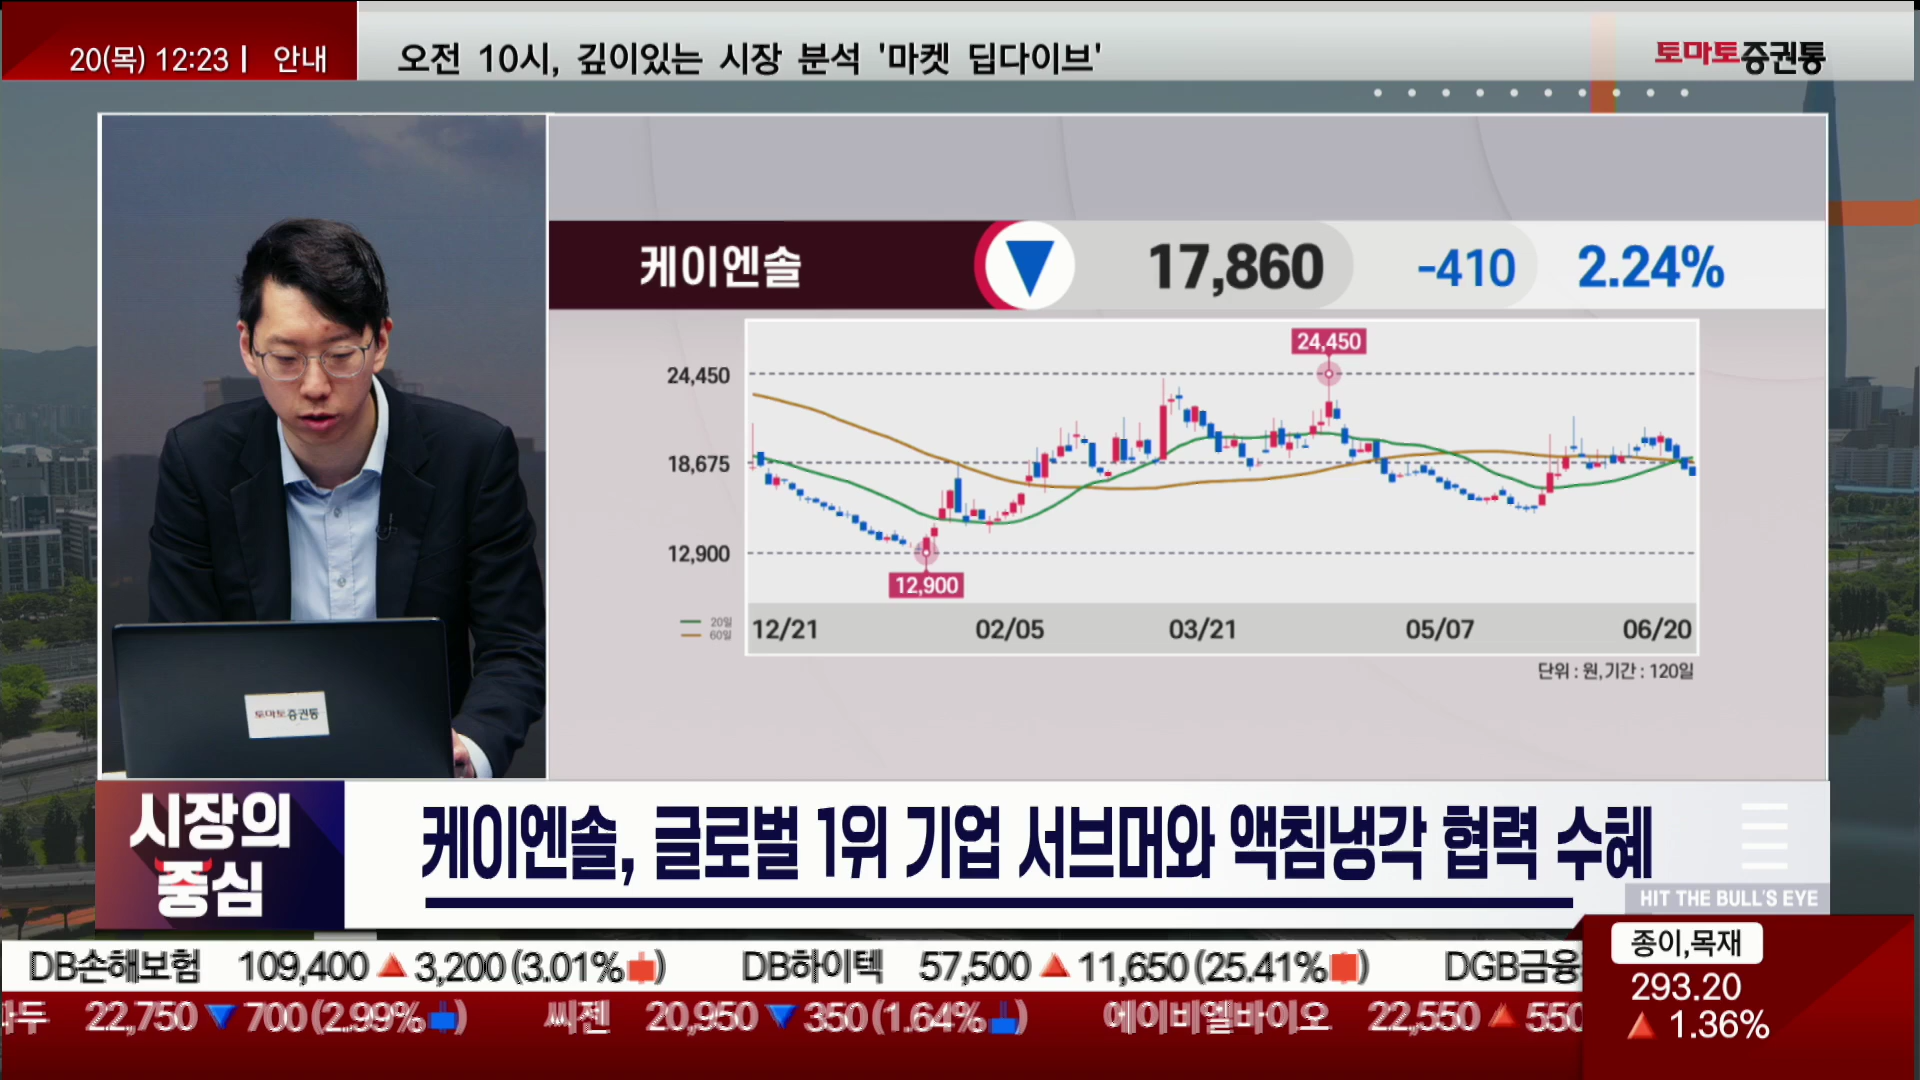 20(목) 12:23 | 안내
오전 10시, 깊이있는 시장 분석 '마켓 딥다이브'
토마토증권통
케이엔솔 ▼ 17,860 -410 2.24%
24,450
24,450
18,675
12,900
12,900
20일
60일
12/21 02/05 03/21 05/07 06/20
단위 : 원, 기간 : 120일
토마토증권통
시장의
중심
케이엔솔, 글로벌 1위 기업 서브머와 액침냉각 협력 수혜
HIT THE BULL'S EYE
DB손해보험 109,400 ▲ 3,200 (3.01%) DB하이텍 57,500 ▲ 11,650 (25.41%) DGB금융
두 22,750 ▼ 700 (2.99%) 씨젠 20,950 ▼ 350 (1.64%) 에이비엘바이오 22,550 ▲ 550
종이,목재
293.20
▲ 1.36%